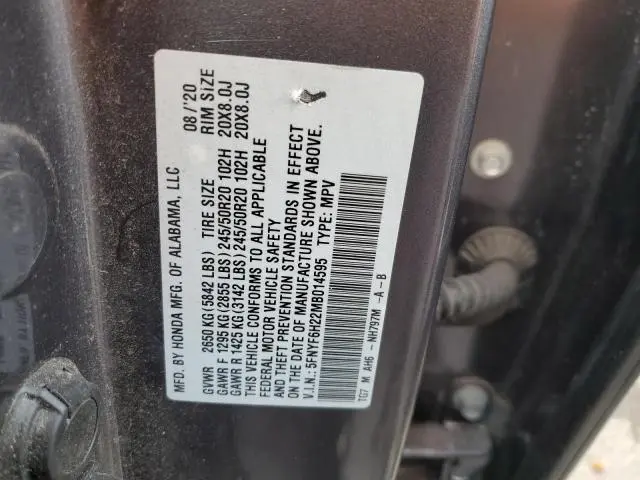 MFD. BY HONDA MFG. OF ALABAMA, LLC 08/'20
GVWR 2650 KG (5842 LBS) TIRE SIZE RIM SIZE
GAWR F 1295 KG (2855 LBS) 245/50R20 102H 20X8.0J
GAWR R 1425 KG (3142 LBS) 245/50R20 102H 20X8.0J
THIS VEHICLE CONFORMS TO ALL APPLICABLE
FEDERAL MOTOR VEHICLE SAFETY
AND THEFT PREVENTION STANDARDS IN EFFECT
ON THE DATE OF MANUFACTURE SHOWN ABOVE.
V.I.N.: 5FNYF6H22MB014595 TYPE: MPV
TG7 M AH6 - NH797M -A -B